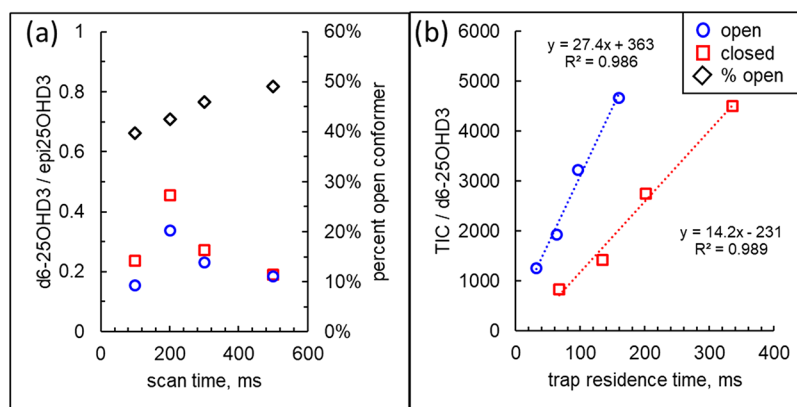 (a)
1
0.8
0.6
0.4
0.2
0
d6-25OHD3 / epi25OHD3
60%
50%
40%
30%
20%
10%
0%
percent open conformer
0 200 400 600
scan time, ms
(b)
y = 27.4x + 363
R² = 0.986
open
closed
% open
6000
5000
4000
3000
2000
1000
0
TIC / d6-25OHD3
y = 14.2x - 231
R² = 0.989
0 100 200 300 400
trap residence time, ms